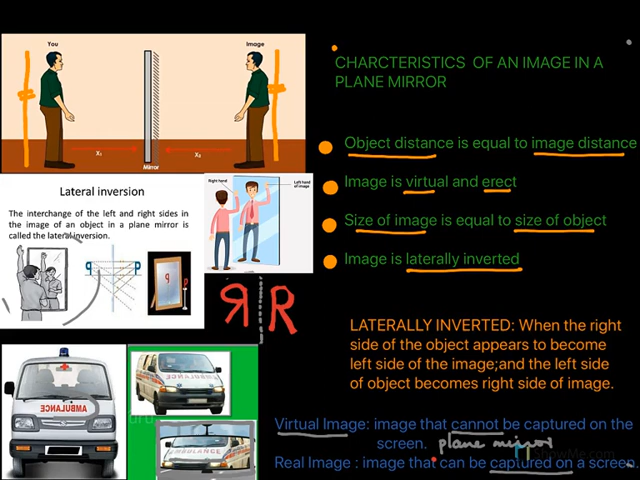 You
Image
X₁
X₂
Mirror
CHARCTERISTICS OF AN IMAGE IN A
PLANE MIRROR
Object distance is equal to image distance
Image is virtual and erect
Size of image is equal to size of object
Image is laterally inverted
Lateral inversion
The interchange of the left and right sides in
the image of an object in a plane mirror is
called the lateral inversion.
Right hand
Left hand
of image
R R
LATERALLY INVERTED: When the right
side of the object appears to become
left side of the image;and the left side
of object becomes right side of image.
AMBULANCE
Virtual Image: image that cannot be captured on the
screen. plane mirror
Real Image : image that can be captured on a screen.
ShowMe.com